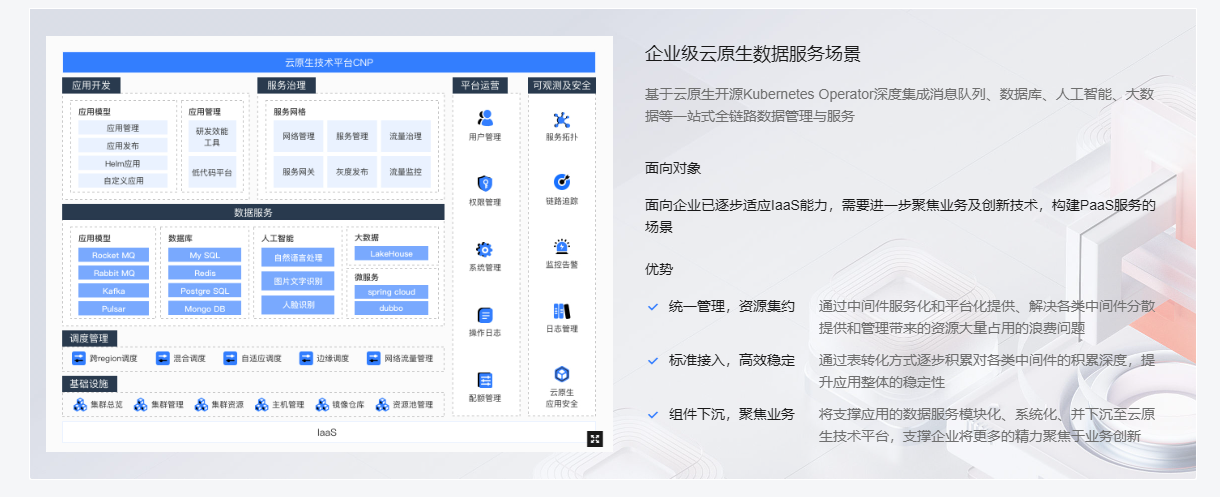 云原生技术平台CNP
应用开发
服务治理
平台运营
可观测及安全
应用模型
应用管理
应用发布
Helm应用
自定义应用
应用管理
研发效能
工具
低代码平台
服务网格
网格管理
服务管理
流量治理
服务网关
灰度发布
流量监控
用户管理
权限管理
系统管理
操作日志
配额管理
服务拓扑
链路追踪
监控告警
日志管理
云原生
应用安全
数据服务
应用模型
Rocket MQ
Rabbit MQ
Kafka
Pulsar
数据库
My SQL
Redis
Postgre SQL
Mongo DB
人工智能
自然语言处理
图片文字识别
人脸识别
大数据
LakeHouse
微服务
spring cloud
dubbo
调度管理
跨region调度
混合调度
自适应调度
边缘调度
网络流量管理
基础设施
集群总览
集群管理
集群资源
主机管理
镜像仓库
资源池管理
IaaS
企业级云原生数据服务场景
基于云原生开源Kubernetes Operator深度集成消息队列、数据库、人工智能、大数
据等一站式全链路数据管理与服务
面向对象
面向企业已逐步适应IaaS能力，需要进一步聚焦业务及创新技术，构建PaaS服务的
场景
优势
统一管理，资源集约
通过中间件服务化和平台化提供、解决各类中间件分散
提供和管理带来的资源大量占用的浪费问题
标准接入，高效稳定
通过表转化方式逐步积累对各类中间件的积累深度，提
升应用整体的稳定性
组件下沉，聚焦业务
将支撑应用的数据服务模块化、系统化、并下沉至云原
生技术平台，支撑企业将更多的精力聚焦于业务创新